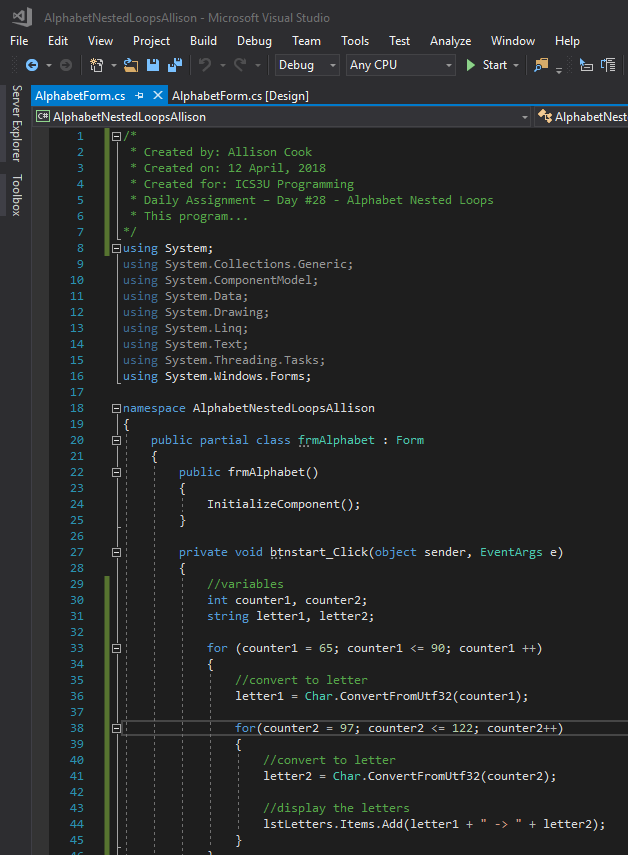 AlphabetNestedLoopsAllison - Microsoft Visual Studio
File Edit View Project Build Debug Team Tools Test Analyze Window Help
Debug Any CPU Start
AlphabetForm.cs AlphabetForm.cs [Design]
AlphabetNestedLoopsAllison AlphabetNest
Server Explorer
Toolbox
1 /*
2 * Created by: Allison Cook
3 * Created on: 12 April, 2018
4 * Created for: ICS3U Programming
5 * Daily Assignment – Day #28 - Alphabet Nested Loops
6 * This program...
7 */
8 using System;
9 using System.Collections.Generic;
10 using System.ComponentModel;
11 using System.Data;
12 using System.Drawing;
13 using System.Linq;
14 using System.Text;
15 using System.Threading.Tasks;
16 using System.Windows.Forms;
17
18 namespace AlphabetNestedLoopsAllison
19 {
20 public partial class frmAlphabet : Form
21 {
22 public frmAlphabet()
23 {
24 InitializeComponent();
25 }
26
27 private void btnstart_Click(object sender, EventArgs e)
28 {
29 //variables
30 int counter1, counter2;
31 string letter1, letter2;
32
33 for (counter1 = 65; counter1 <= 90; counter1 ++)
34 {
35 //convert to letter
36 letter1 = Char.ConvertFromUtf32(counter1);
37
38 for(counter2 = 97; counter2 <= 122; counter2++)
39 {
40 //convert to letter
41 letter2 = Char.ConvertFromUtf32(counter2);
42
43 //display the letters
44 lstLetters.Items.Add(letter1 + " -> " + letter2);
45 }
46 }